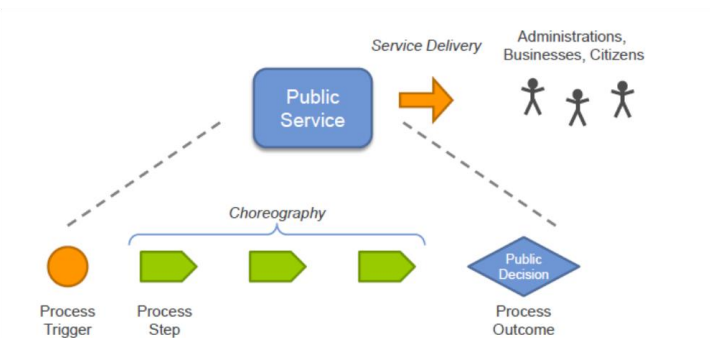 Service Delivery
Administrations,
Businesses, Citizens
Public
Service
Choreography
Public
Decision
Process
Trigger
Process
Step
Process
Outcome